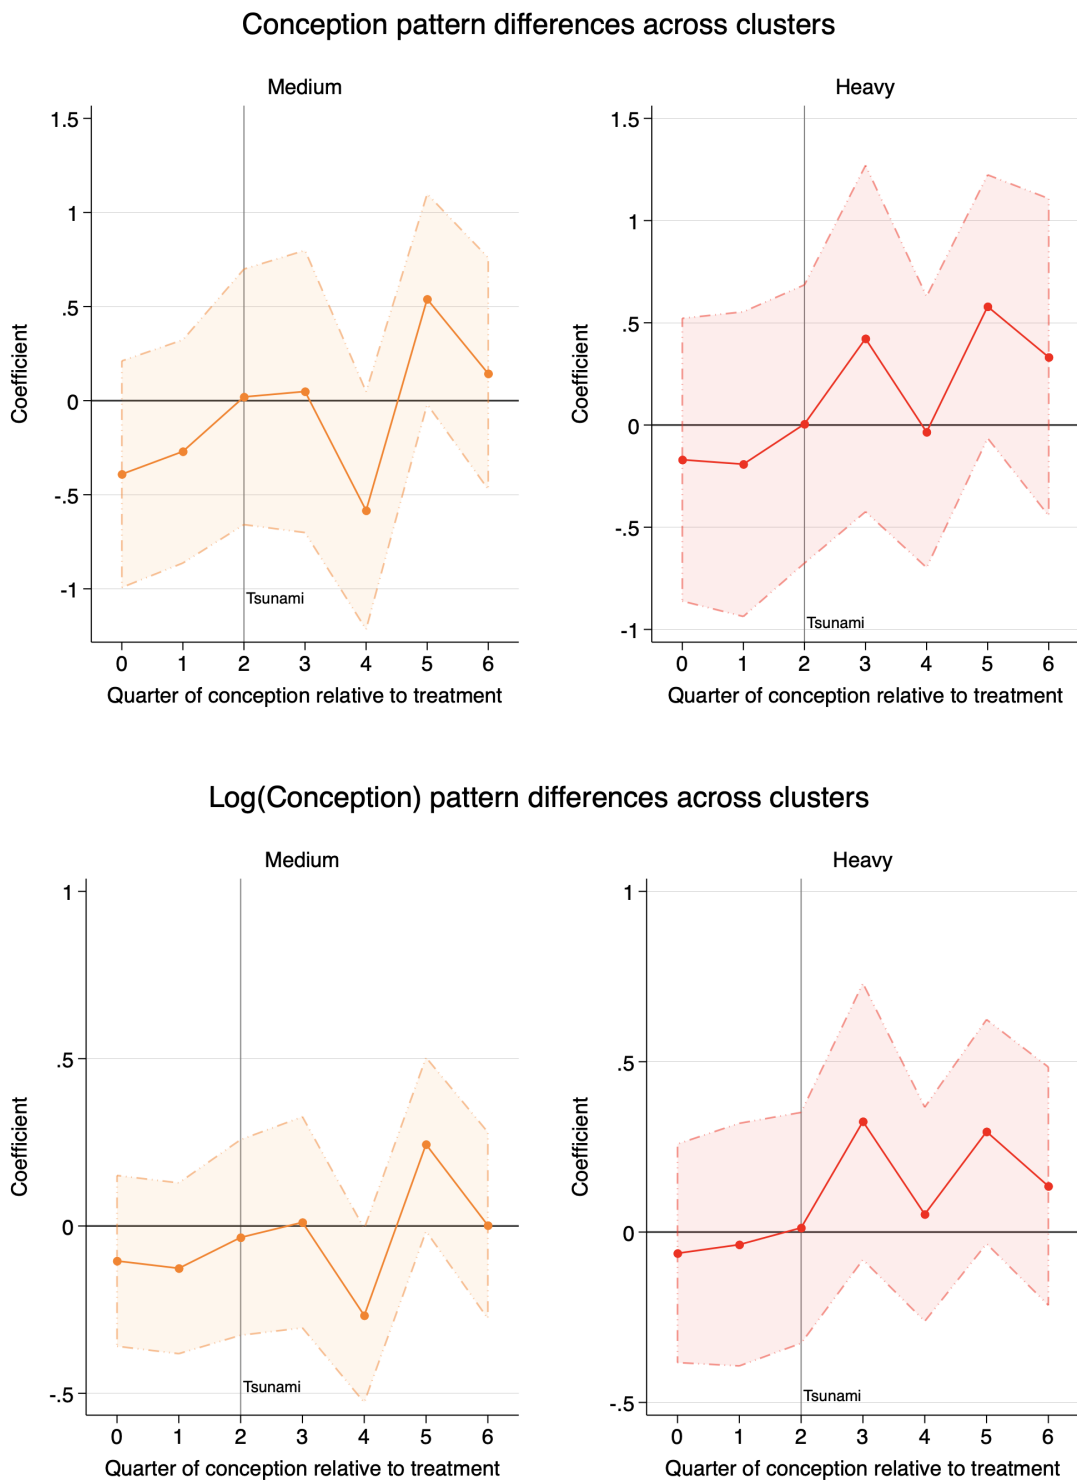 Conception pattern differences across clusters
Medium
Heavy
1.5
1
.5
0
-.5
-1
Coefficient
Tsunami
0 1 2 3 4 5 6
Quarter of conception relative to treatment
1.5
1
.5
0
-.5
-1
Coefficient
Tsunami
0 1 2 3 4 5 6
Quarter of conception relative to treatment
Log(Conception) pattern differences across clusters
Medium
Heavy
1
.5
0
-.5
Coefficient
Tsunami
0 1 2 3 4 5 6
Quarter of conception relative to treatment
1
.5
0
-.5
Coefficient
Tsunami
0 1 2 3 4 5 6
Quarter of conception relative to treatment